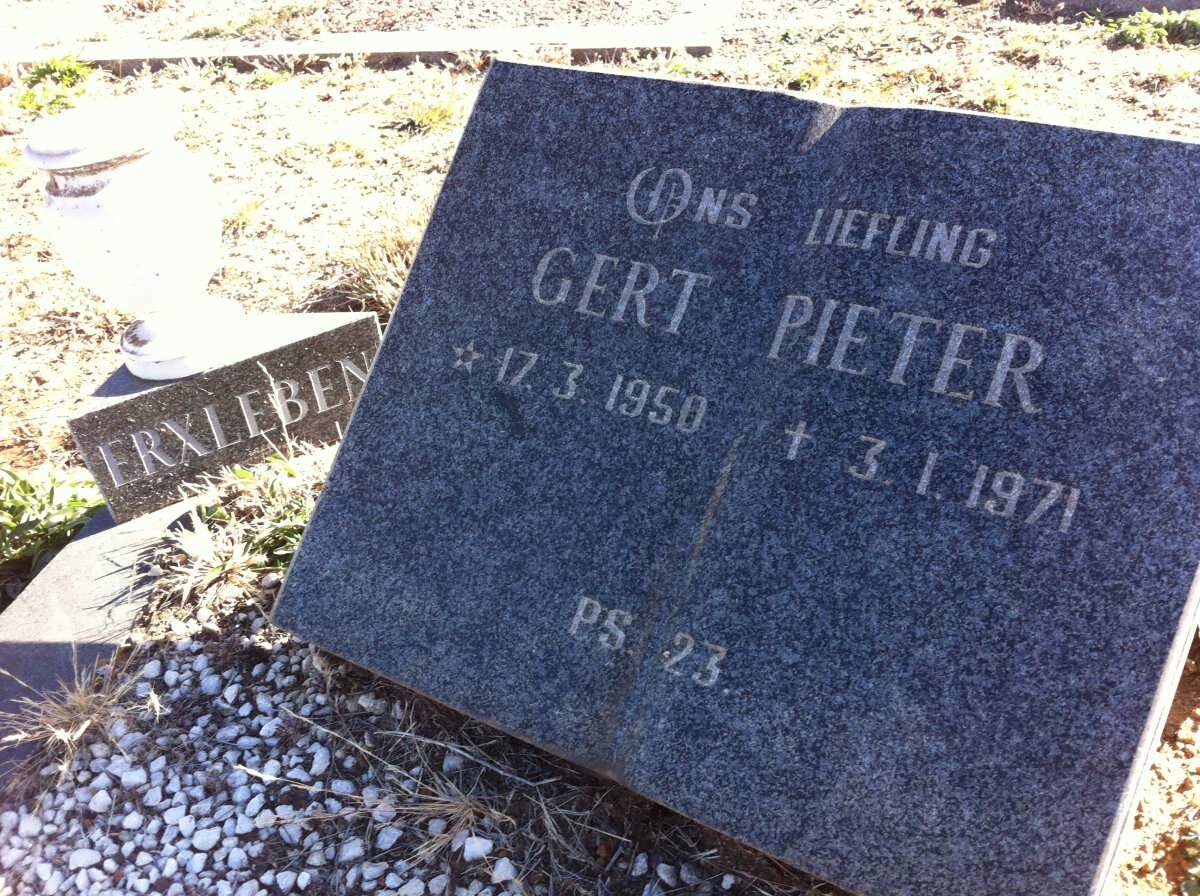 ONS LIEFLING
GERT PIETER
☆ 17. 3. 1950 † 3. 1. 1971
PS. 23.
ERXLEBEN